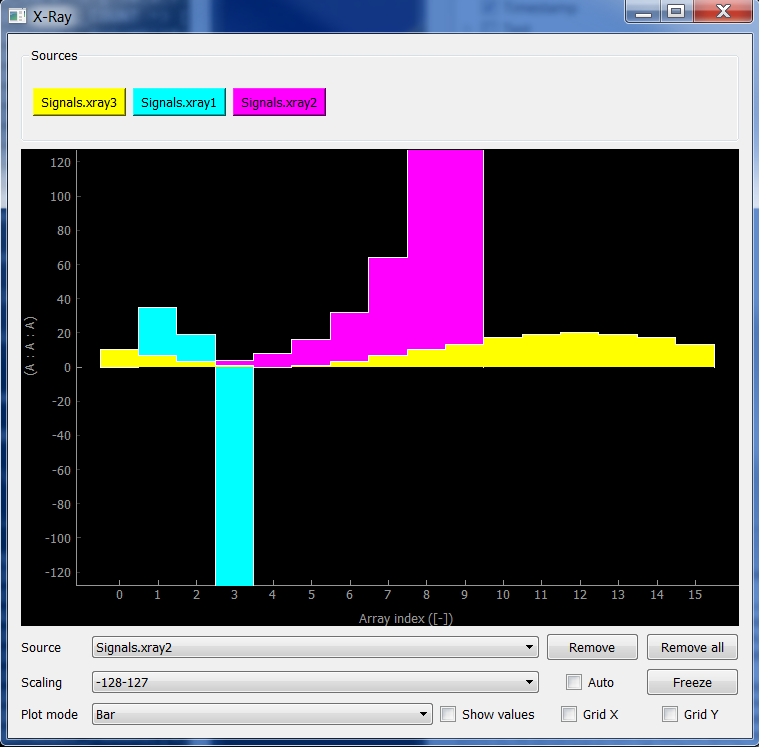 X-Ray
Sources
Signals.xray3 Signals.xray1 Signals.xray2
120
100
80
60
40
20
0
-20
-40
-60
-80
-100
-120
(A : A : A)
0 1 2 3 4 5 6 7 8 9 10 11 12 13 14 15
Array index ([-])
Source Signals.xray2 Remove Remove all
Scaling -128-127 Auto Freeze
Plot mode Bar Show values Grid X Grid Y